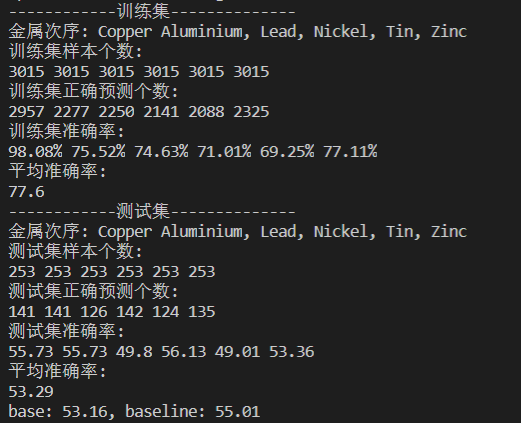 ------------训练集--------------
金属次序: Copper Aluminium, Lead, Nickel, Tin, Zinc
训练集样本个数:
3015 3015 3015 3015 3015 3015
训练集正确预测个数:
2957 2277 2250 2141 2088 2325
训练集准确率:
98.08% 75.52% 74.63% 71.01% 69.25% 77.11%
平均准确率:
77.6
------------测试集--------------
金属次序: Copper Aluminium, Lead, Nickel, Tin, Zinc
测试集样本个数:
253 253 253 253 253 253
测试集正确预测个数:
141 141 126 142 124 135
测试集准确率:
55.73 55.73 49.8 56.13 49.01 53.36
平均准确率:
53.29
base: 53.16, baseline: 55.01